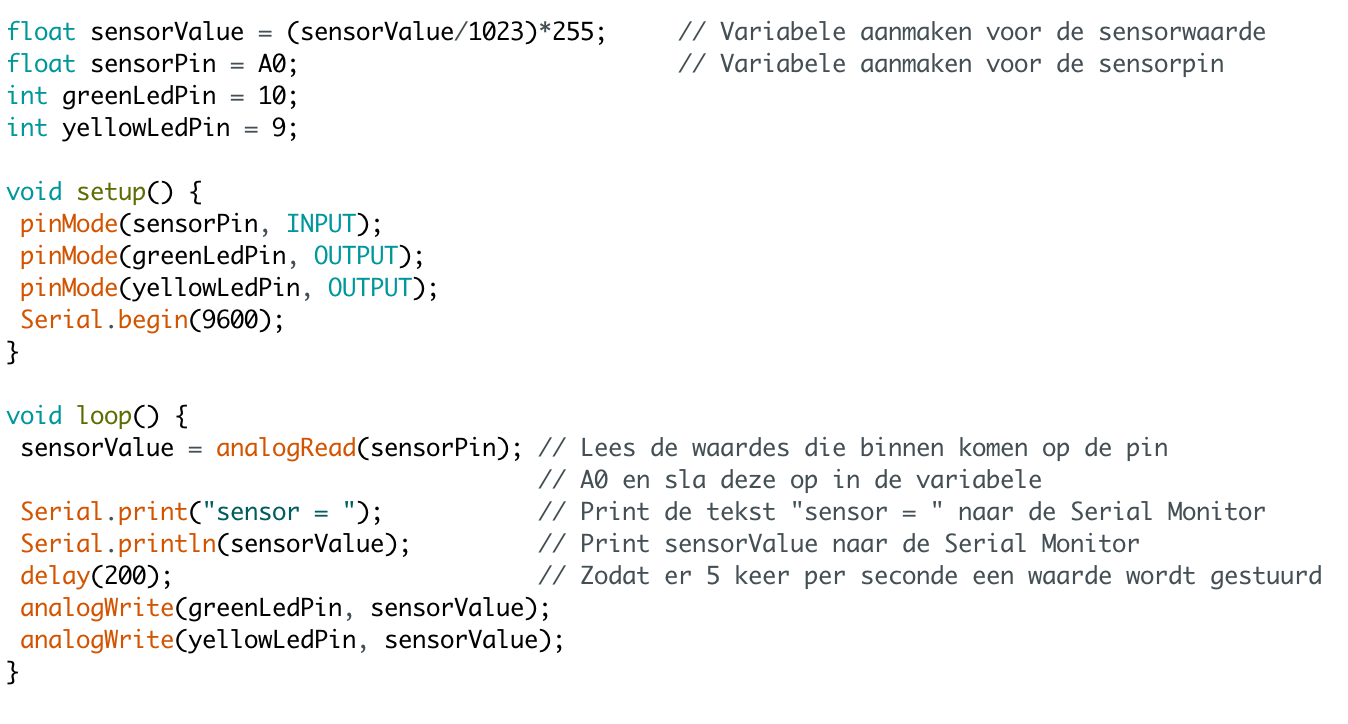 float sensorValue = (sensorValue/1023)*255;     // Variabele aanmaken voor de sensorwaarde
float sensorPin = A0;                           // Variabele aanmaken voor de sensorpin
int greenLedPin = 10;
int yellowLedPin = 9;

void setup() {
 pinMode(sensorPin, INPUT);
 pinMode(greenLedPin, OUTPUT);
 pinMode(yellowLedPin, OUTPUT);
 Serial.begin(9600);
}

void loop() {
 sensorValue = analogRead(sensorPin); // Lees de waardes die binnen komen op de pin
                                      // A0 en sla deze op in de variabele
 Serial.print("sensor = ");           // Print de tekst "sensor = " naar de Serial Monitor
 Serial.println(sensorValue);         // Print sensorValue naar de Serial Monitor
 delay(200);                          // Zodat er 5 keer per seconde een waarde wordt gestuurd
 analogWrite(greenLedPin, sensorValue);
 analogWrite(yellowLedPin, sensorValue);
}